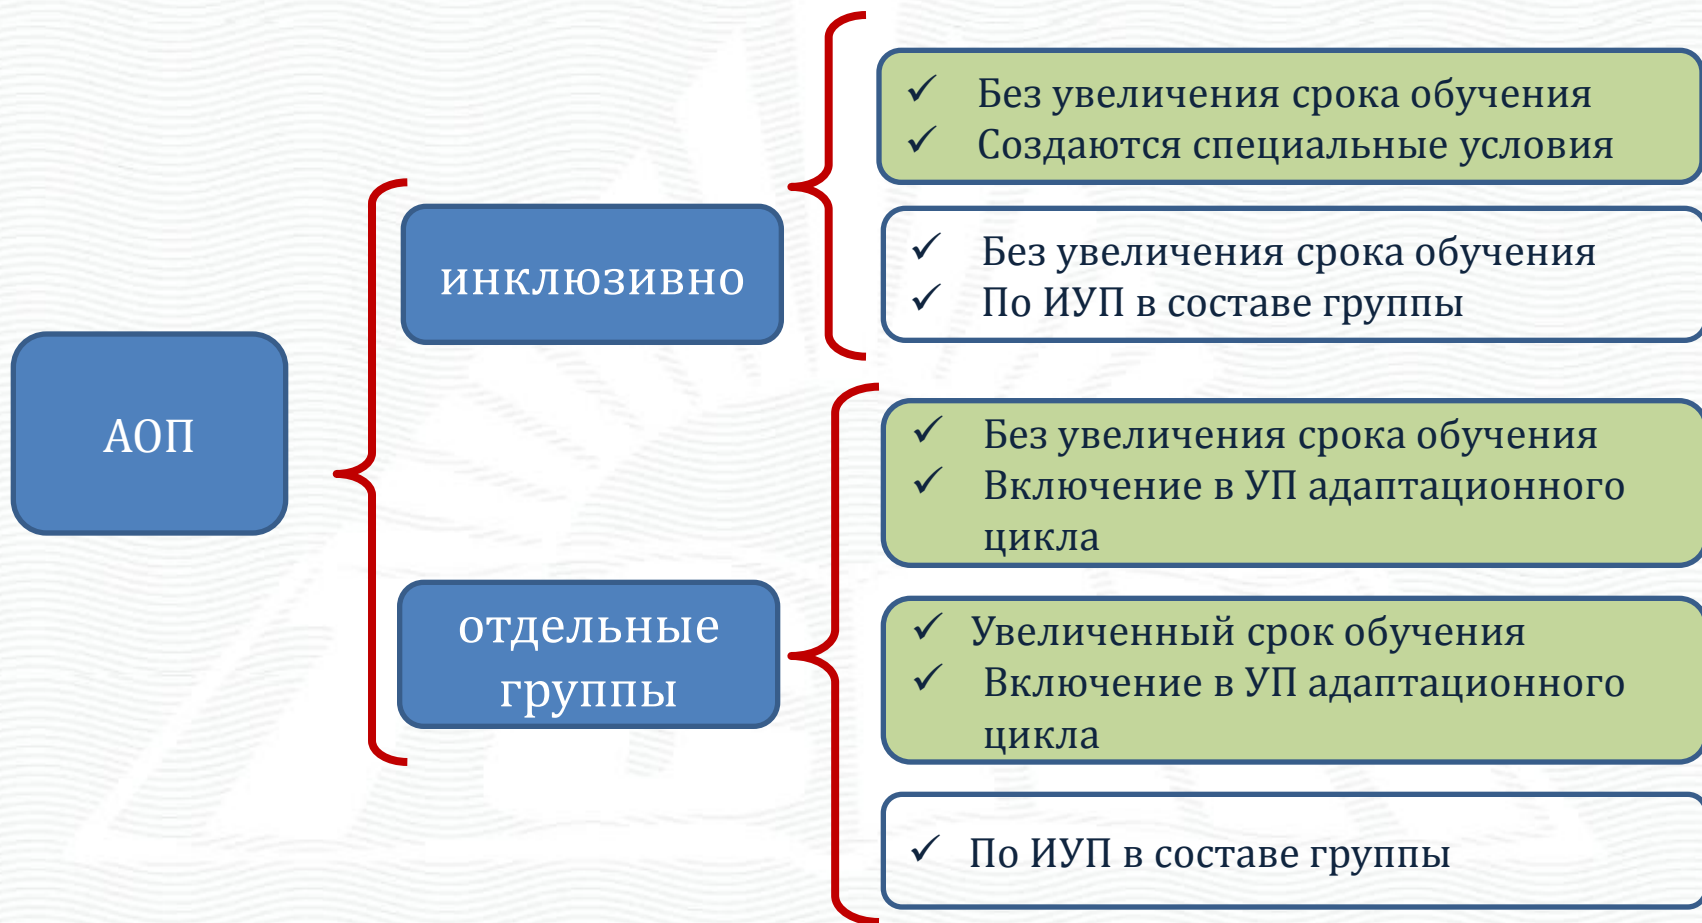 АОП
инклюзивно
✓ Без увеличения срока обучения
✓ Создаются специальные условия
✓ Без увеличения срока обучения
✓ По ИУП в составе группы
отдельные
группы
✓ Без увеличения срока обучения
✓ Включение в УП адаптационного
цикла
✓ Увеличенный срок обучения
✓ Включение в УП адаптационного
цикла
✓ По ИУП в составе группы